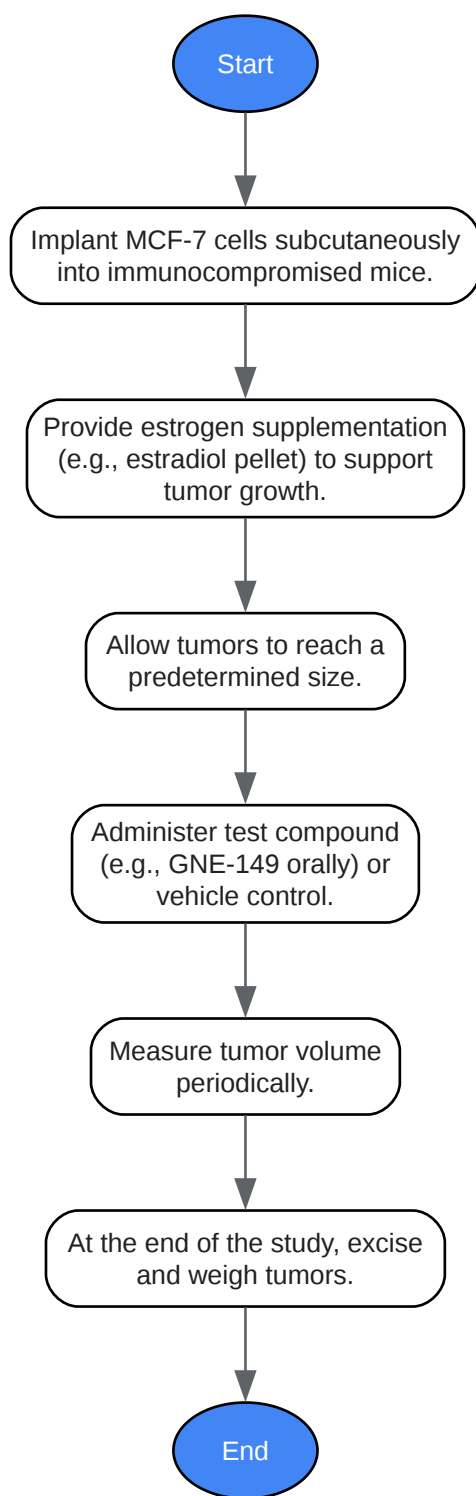 Start
Implant MCF-7 cells subcutaneously
into immunocompromised mice.
Provide estrogen supplementation
(e.g., estradiol pellet) to support
tumor growth.
Allow tumors to reach a
predetermined size.
Administer test compound
(e.g., GNE-149 orally) or
vehicle control.
Measure tumor volume
periodically.
At the end of the study, excise
and weigh tumors.
End